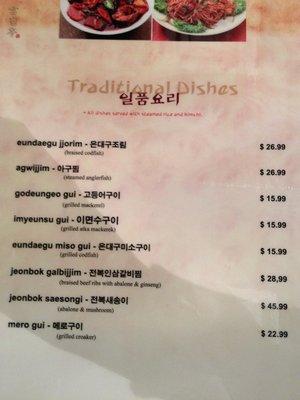 Traditional Dishes
일품요리
* All dishes served with steamed rice and kimchi.
eundaegu jjorim - 은대구조림 $ 26.99
(braised codfish)
agwijjim - 아구찜 $ 26.99
(steamed anglerfish)
godeungeo gui - 고등어구이 $ 15.99
(grilled mackerel)
imyeunsu gui - 이면수구이 $ 15.99
(grilled atka mackerek)
eundaegu miso gui - 은대구미소구이 $ 15.99
(grilled codfish)
jeonbok galbijjim - 전복인삼갈비찜 $ 28,99
(braised beef ribs with abalone & ginseng)
jeonbok saesongi - 전복새송이 $ 45.99
(abalone & mushroom)
mero gui - 메로구이 $ 22.99
(grilled croaker)